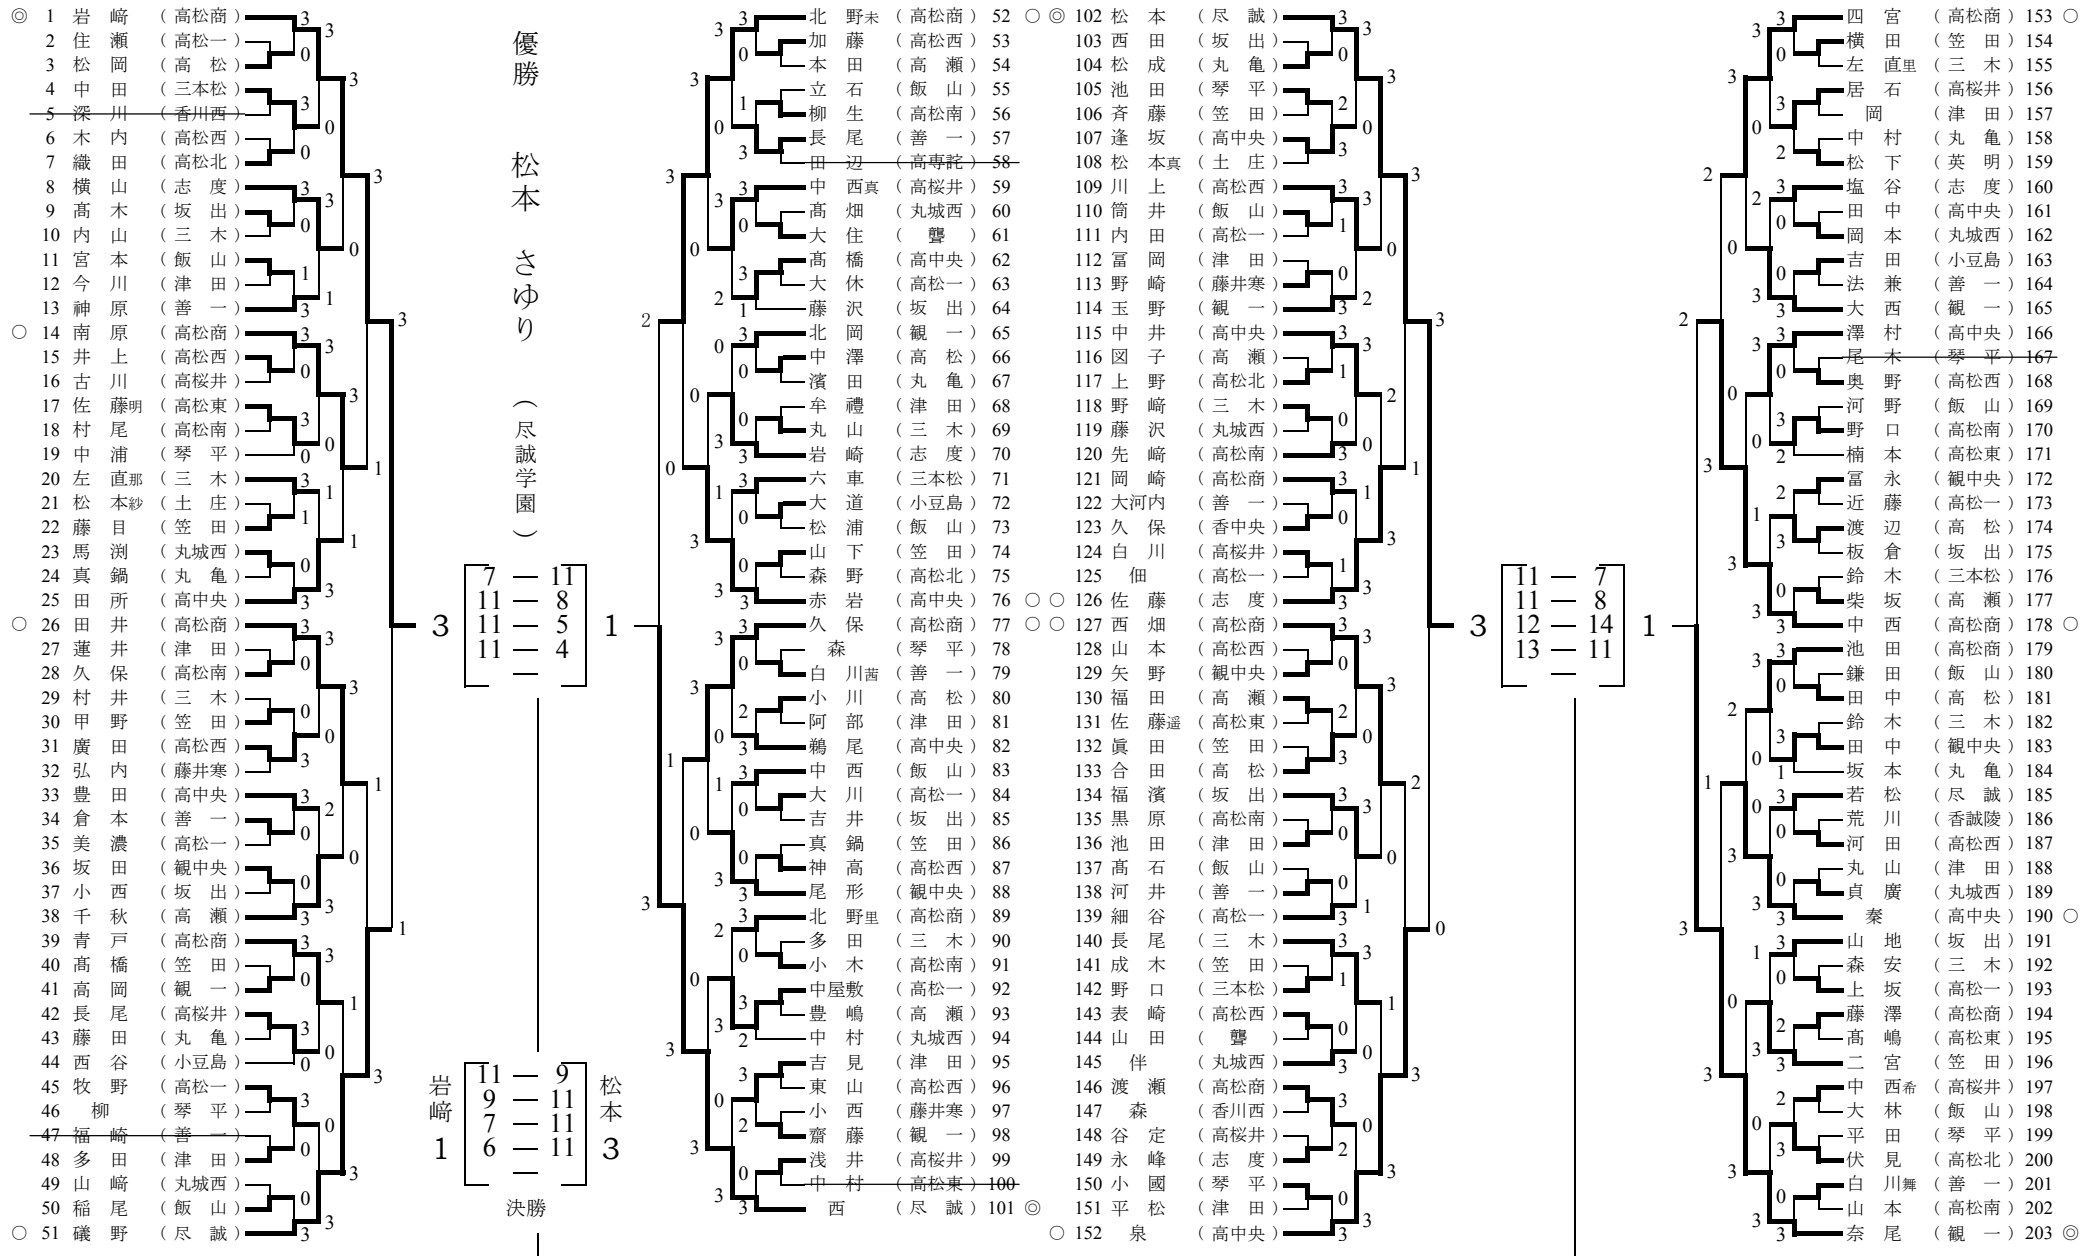 優勝 松本 さゆり （尽誠学園）
◎ 1 岩﨑 （高松商）
2 住瀬 （高松一）
3 松岡 （高松）
4 中田 （三本松）
5 深川 （香川西）
6 木内 （高松西）
7 織田 （高松北）
8 横山 （志度）
9 髙木 （坂出）
10 内山 （三木）
11 宮本 （飯山）
12 今川 （津田）
13 神原 （善一）
○ 14 南原 （高松商）
15 井上 （高松西）
16 古川 （高桜井）
17 佐藤明 （高松東）
18 村尾 （高松南）
19 中浦 （琴平）
20 左直那 （三木）
21 松本紗 （土庄）
22 藤目 （笠田）
23 馬渕 （丸城西）
24 真鍋 （丸亀）
25 田所 （高中央）
○ 26 田井 （高松商）
27 蓮井 （津田）
28 久保 （高松南）
29 村井 （三木）
30 甲野 （笠田）
31 廣田 （高松西）
32 弘内 （藤井寒）
33 豊田 （高中央）
34 倉本 （善一）
35 美濃 （高松一）
36 坂田 （観中央）
37 小西 （坂出）
38 千秋 （高瀬）
39 青戸 （高松商）
40 髙橋 （笠田）
41 高岡 （観一）
42 長尾 （高桜井）
43 藤田 （丸亀）
44 西谷 （小豆島）
45 牧野 （高松一）
46 柳 （琴平）
47 福崎 （善一）
48 多田 （津田）
49 山﨑 （丸城西）
50 稲尾 （飯山）
○ 51 礒野 （尽誠）
3 1
7 ― 11
11 ― 8
11 ― 5
11 ― 4
―
岩﨑 1 松本 3
11 ― 9
9 ― 11
7 ― 11
6 ― 11
―
決勝
北野未 （高松商） 52 ○
加藤 （高松西） 53
本田 （高瀬） 54
立石 （飯山） 55
柳生 （高松南） 56
長尾 （善一） 57
田辺 （高専詫） 58
中西真 （高桜井） 59
髙畑 （丸城西） 60
大住 （聾） 61
髙橋 （高中央） 62
大休 （高松一） 63
藤沢 （坂出） 64
北岡 （観一） 65
中澤 （高松） 66
濱田 （丸亀） 67
牟禮 （津田） 68
丸山 （三木） 69
岩崎 （志度） 70
六車 （三本松） 71
大道 （小豆島） 72
松浦 （飯山） 73
山下 （笠田） 74
森野 （高松北） 75
赤岩 （高中央） 76 ○
久保 （高松商） 77 ○
森 （琴平） 78
白川茜 （善一） 79
小川 （高松） 80
阿部 （津田） 81
鵜尾 （高中央） 82
中西 （飯山） 83
大川 （高松一） 84
吉井 （坂出） 85
真鍋 （笠田） 86
神高 （高松西） 87
尾形 （観中央） 88
北野里 （高松商） 89
多田 （三木） 90
小木 （高松南） 91
中屋敷 （高松一） 92
豊嶋 （高瀬） 93
中村 （丸城西） 94
吉見 （津田） 95
東山 （高松西） 96
小西 （藤井寒） 97
齋藤 （観一） 98
浅井 （高桜井） 99
中村 （高松東） 100
西 （尽誠） 101 ◎
◎ 102 松本 （尽誠）
103 西田 （坂出）
104 松成 （丸亀）
105 池田 （琴平）
106 斉藤 （笠田）
107 逢坂 （高中央）
108 松本真 （土庄）
109 川上 （高松西）
110 筒井 （飯山）
111 内田 （高松一）
112 冨岡 （津田）
113 野崎 （藤井寒）
114 玉野 （観一）
115 中井 （高中央）
116 図子 （高瀬）
117 上野 （高松北）
118 野﨑 （三木）
119 藤沢 （丸城西）
120 先﨑 （高松南）
121 岡崎 （高松商）
122 大河内 （善一）
123 久保 （香中央）
124 白川 （高桜井）
125 佃 （高松一）
○ 126 佐藤 （志度）
○ 127 西畑 （高松商）
128 山本 （高松西）
129 矢野 （観中央）
130 福田 （高瀬）
131 佐藤遥 （高松東）
132 眞田 （笠田）
133 合田 （高松）
134 福濱 （坂出）
135 黒原 （高松南）
136 池田 （津田）
137 髙石 （飯山）
138 河井 （善一）
139 細谷 （高松一）
140 長尾 （三木）
141 成木 （笠田）
142 野口 （三本松）
143 表崎 （高松西）
144 山田 （聾）
145 伴 （丸城西）
146 渡瀬 （高松商）
147 森 （香川西）
148 谷定 （高桜井）
149 永峰 （志度）
150 小國 （琴平）
151 平松 （津田）
○ 152 泉 （高中央）
3 1
11 ― 7
11 ― 8
12 ― 14
13 ― 11
―
四宮 （高松商） 153 ○
横田 （笠田） 154
左直里 （三木） 155
居石 （高桜井） 156
岡 （津田） 157
中村 （丸亀） 158
松下 （英明） 159
塩谷 （志度） 160
田中 （高中央） 161
岡本 （丸城西） 162
吉田 （小豆島） 163
法兼 （善一） 164
大西 （観一） 165
澤村 （高中央） 166
尾木 （琴平） 167
奥野 （高松西） 168
河野 （飯山） 169
野口 （高松南） 170
楠本 （高松東） 171
冨永 （観中央） 172
近藤 （高松一） 173
渡辺 （高松） 174
板倉 （坂出） 175
鈴木 （三本松） 176
柴坂 （高瀬） 177
中西 （高松商） 178 ○
池田 （高松商） 179
鎌田 （飯山） 180
田中 （高松） 181
鈴木 （三木） 182
田中 （観中央） 183
坂本 （丸亀） 184
若松 （尽誠） 185
荒川 （香誠陵） 186
河田 （高松西） 187
丸山 （津田） 188
貞廣 （丸城西） 189
秦 （高中央） 190 ○
山地 （坂出） 191
森安 （三木） 192
上坂 （高松一） 193
藤澤 （高松商） 194
髙嶋 （高松東） 195
二宮 （笠田） 196
中西希 （高桜井） 197
大林 （飯山） 198
平田 （琴平） 199
伏見 （高松北） 200
白川舞 （善一） 201
山本 （高松南） 202
奈尾 （観一） 203 ◎